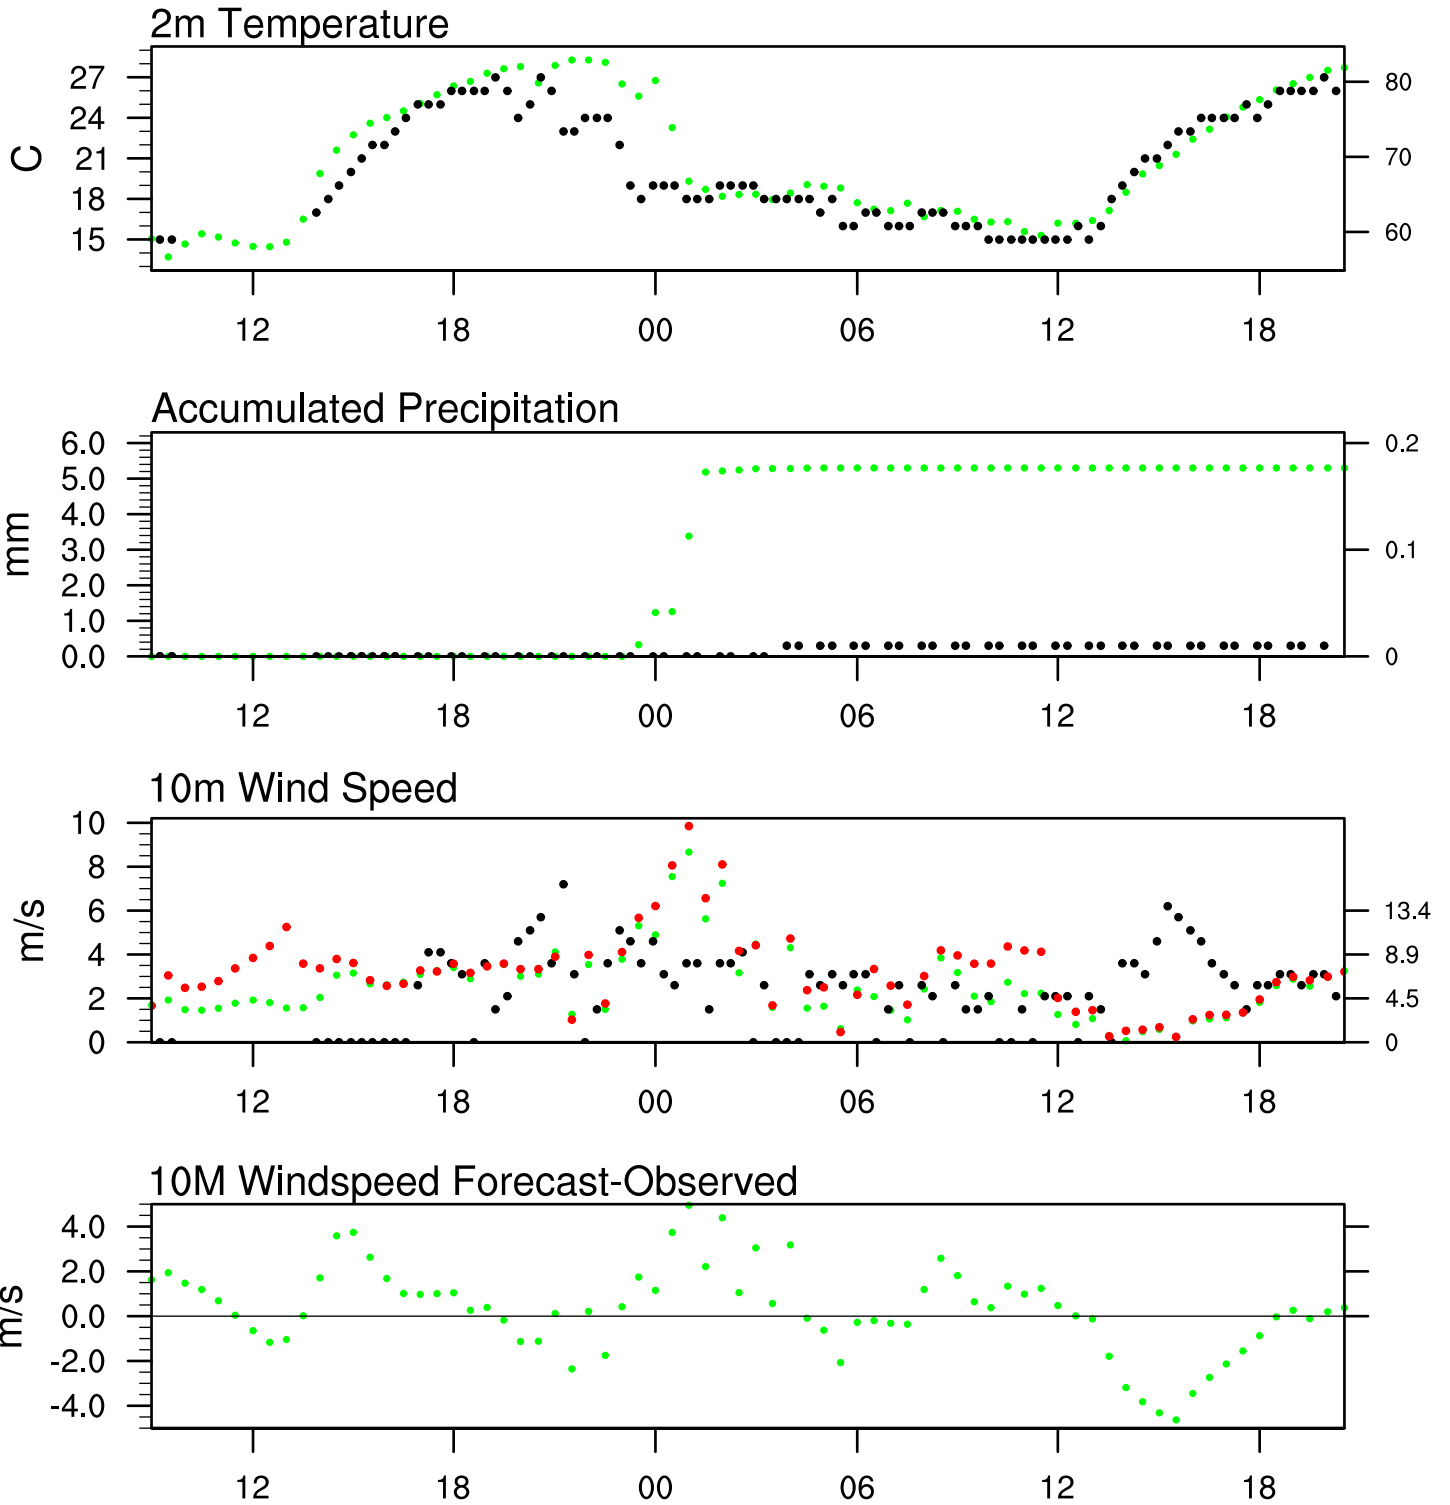 2m Temperature
27
24
21
18
15
C
80
70
60
12 18 00 06 12 18
Accumulated Precipitation
6.0
5.0
4.0
3.0
2.0
1.0
0.0
mm
0.2
0.1
0
12 18 00 06 12 18
10m Wind Speed
10
8
6
4
2
0
m/s
13.4
8.9
4.5
0
12 18 00 06 12 18
10M Windspeed Forecast-Observed
4.0
2.0
0.0
-2.0
-4.0
m/s
12 18 00 06 12 18